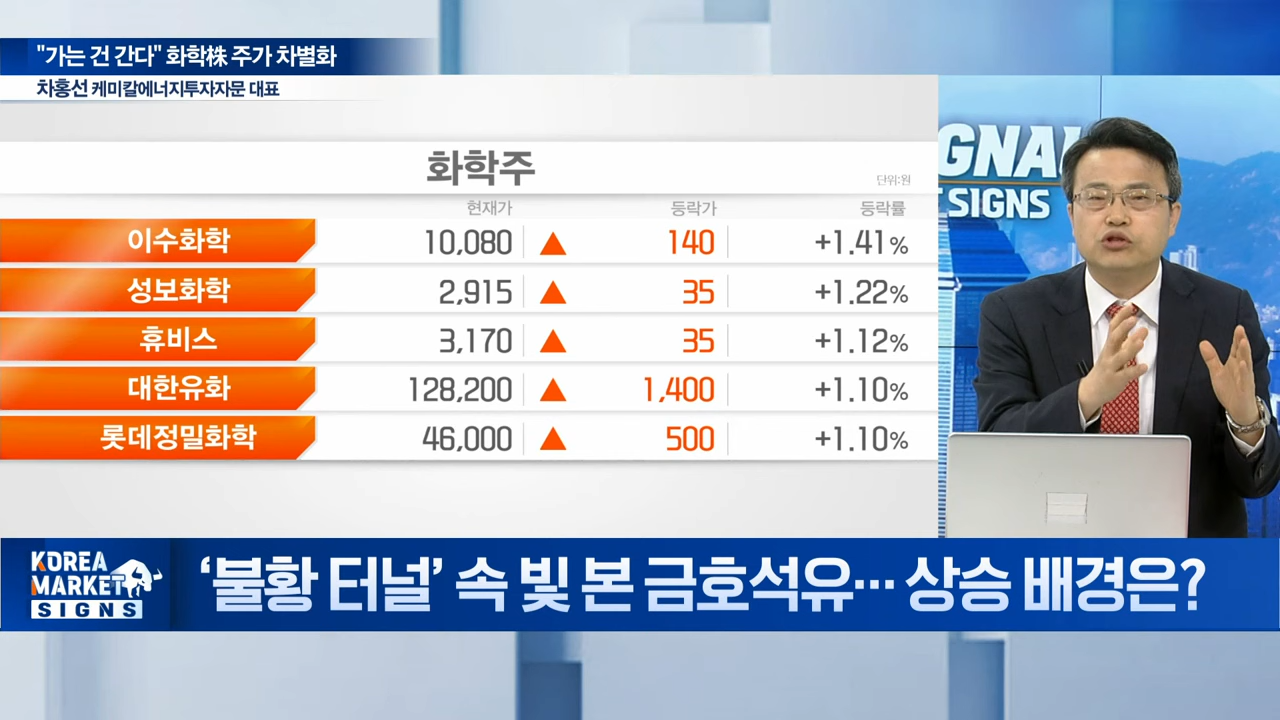 "가는 건 간다" 화학株 주가 차별화
차홍선 케미칼에너지투자자문 대표
화학주
단위:원
현재가 등락가 등락률
이수화학 10,080 ▲ 140 +1.41%
성보화학 2,915 ▲ 35 +1.22%
휴비스 3,170 ▲ 35 +1.12%
대한유화 128,200 ▲ 1,400 +1.10%
롯데정밀화학 46,000 ▲ 500 +1.10%
SIGNS
KOREA
MARKET
SIGNS
‘불황 터널’ 속 빛 본 금호석유… 상승 배경은?